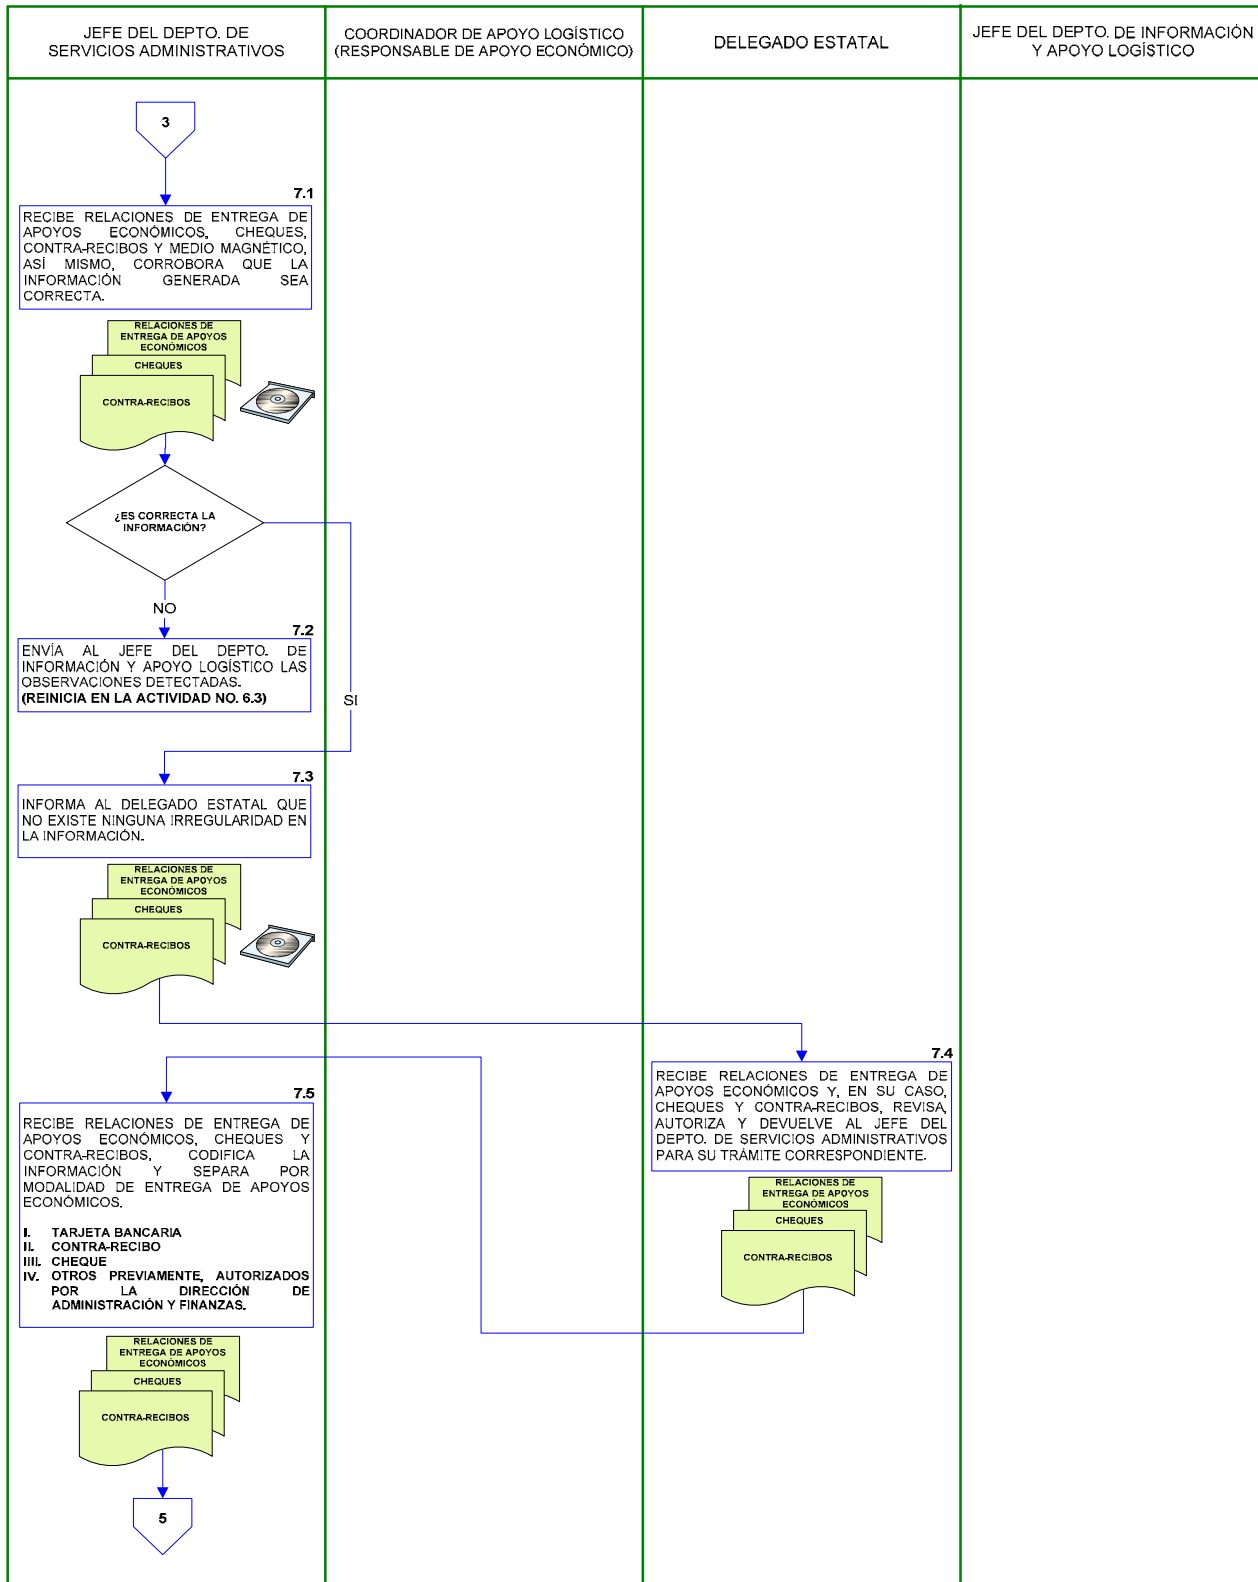 JEFE DEL DEPTO. DE
SERVICIOS ADMINISTRATIVOS
COORDINADOR DE APOYO LOGÍSTICO
(RESPONSABLE DE APOYO ECONÓMICO)
DELEGADO ESTATAL
JEFE DEL DEPTO. DE INFORMACIÓN
Y APOYO LOGÍSTICO
3
7.1
RECIBE RELACIONES DE ENTREGA DE
APOYOS ECONÓMICOS, CHEQUES,
CONTRA-RECIBOS Y MEDIO MAGNÉTICO,
ASÍ MISMO, CORROBORA QUE LA
INFORMACIÓN GENERADA SEA
CORRECTA.
RELACIONES DE
ENTREGA DE APOYOS
ECONÓMICOS
CHEQUES
CONTRA-RECIBOS
¿ES CORRECTA LA
INFORMACIÓN?
NO
7.2
ENVÍA AL JEFE DEL DEPTO. DE
INFORMACIÓN Y APOYO LOGÍSTICO LAS
OBSERVACIONES DETECTADAS.
(REINICIA EN LA ACTIVIDAD NO. 6.3)
SI
7.3
INFORMA AL DELEGADO ESTATAL QUE
NO EXISTE NINGUNA IRREGULARIDAD EN
LA INFORMACIÓN.
RELACIONES DE
ENTREGA DE APOYOS
ECONÓMICOS
CHEQUES
CONTRA-RECIBOS
7.4
RECIBE RELACIONES DE ENTREGA DE
APOYOS ECONÓMICOS Y, EN SU CASO,
CHEQUES Y CONTRA-RECIBOS, REVISA,
AUTORIZA Y DEVUELVE AL JEFE DEL
DEPTO. DE SERVICIOS ADMINISTRATIVOS
PARA SU TRÁMITE CORRESPONDIENTE.
RELACIONES DE
ENTREGA DE APOYOS
ECONÓMICOS
CHEQUES
CONTRA-RECIBOS
7.5
RECIBE RELACIONES DE ENTREGA DE
APOYOS ECONÓMICOS, CHEQUES Y
CONTRA-RECIBOS, CODIFICA LA
INFORMACIÓN Y SEPARA POR
MODALIDAD DE ENTREGA DE APOYOS
ECONÓMICOS.
I. TARJETA BANCARIA
II. CONTRA-RECIBO
IIII. CHEQUE
IV. OTROS PREVIAMENTE, AUTORIZADOS
POR LA DIRECCIÓN DE
ADMINISTRACIÓN Y FINANZAS.
RELACIONES DE
ENTREGA DE APOYOS
ECONÓMICOS
CHEQUES
CONTRA-RECIBOS
5